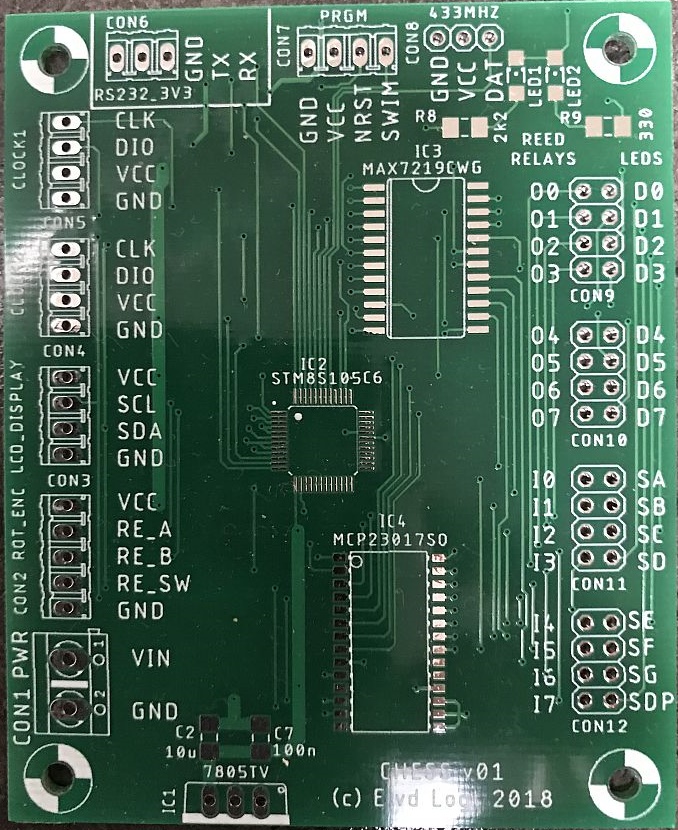 CON6
GND
TX
RX
RS232_3V3
CON7
PRGM
GND
VCC
NRST
SWIM
CON8
433MHZ
GND
VCC
DAT
LED1
LED2
R8
2k2
R9
330
CLOCK1
CLK
DIO
VCC
GND
CON5
CLK
DIO
VCC
GND
CON4
LCD_DISPLAY
VCC
SCL
SDA
GND
CON3
ROT_ENC
VCC
RE_A
RE_B
RE_SW
GND
CON2
CON1 PWR
O1
O2
VIN
GND
IC3
MAX7219CWG
IC2
STM8S105C6
IC4
MCP23017SO
REED
RELAYS
LEDS
O0 D0
O1 D1
O2 D2
O3 D3
CON9
O4 D4
O5 D5
O6 D6
O7 D7
CON10
I0 SA
I1 SB
I2 SC
I3 SD
CON11
I4 SE
I5 SF
I6 SG
I7 SDP
CON12
C2
10u
C7
100n
7805TV
IC1
CHESS v01
(c) 2018